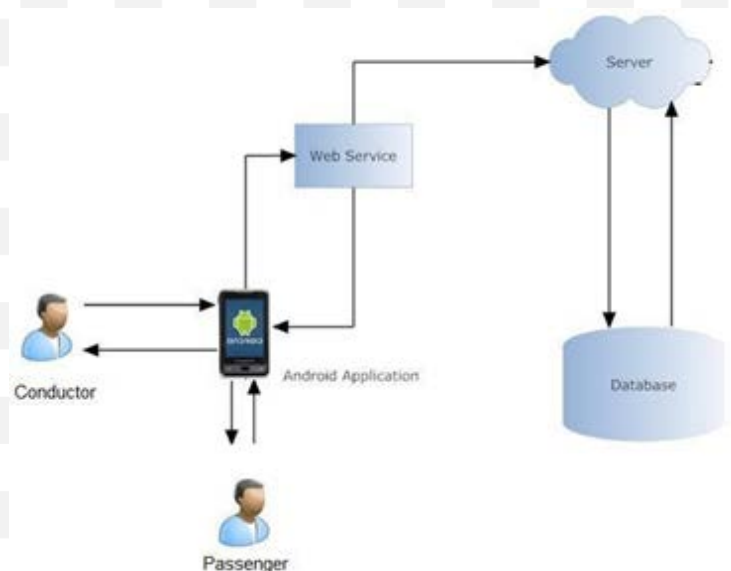 Server
Web Service
Android Application
Database
Conductor
Passenger